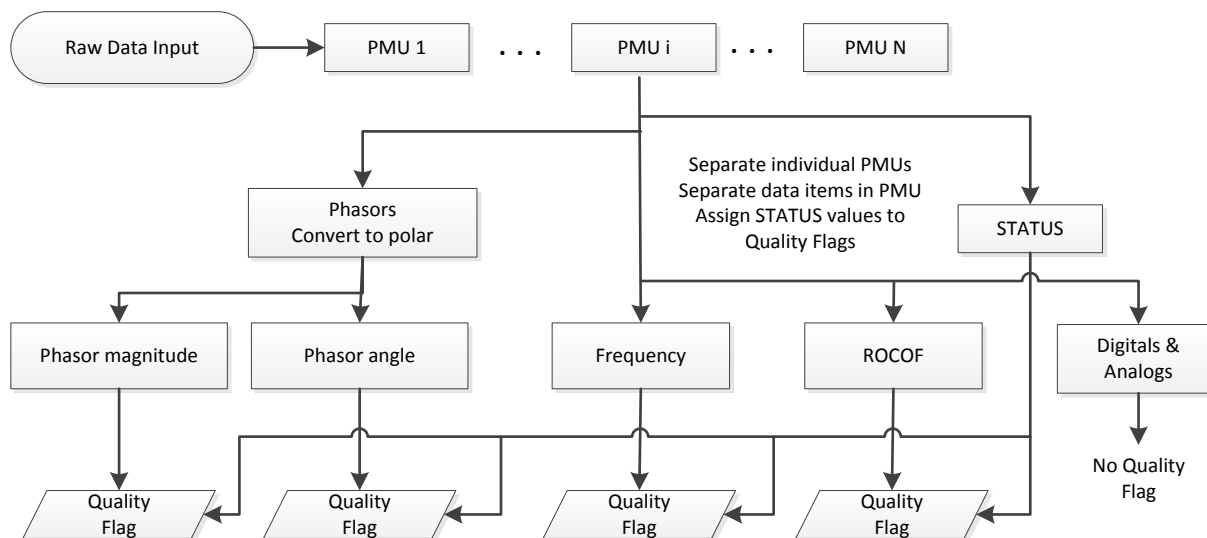 Raw Data Input
PMU 1
. . .
PMU i
. . .
PMU N
Separate individual PMUs
Separate data items in PMU
Assign STATUS values to
Quality Flags
Phasors
Convert to polar
STATUS
Phasor magnitude
Phasor angle
Frequency
ROCOF
Digitals &
Analogs
No Quality
Flag
Quality
Flag
Quality
Flag
Quality
Flag
Quality
Flag